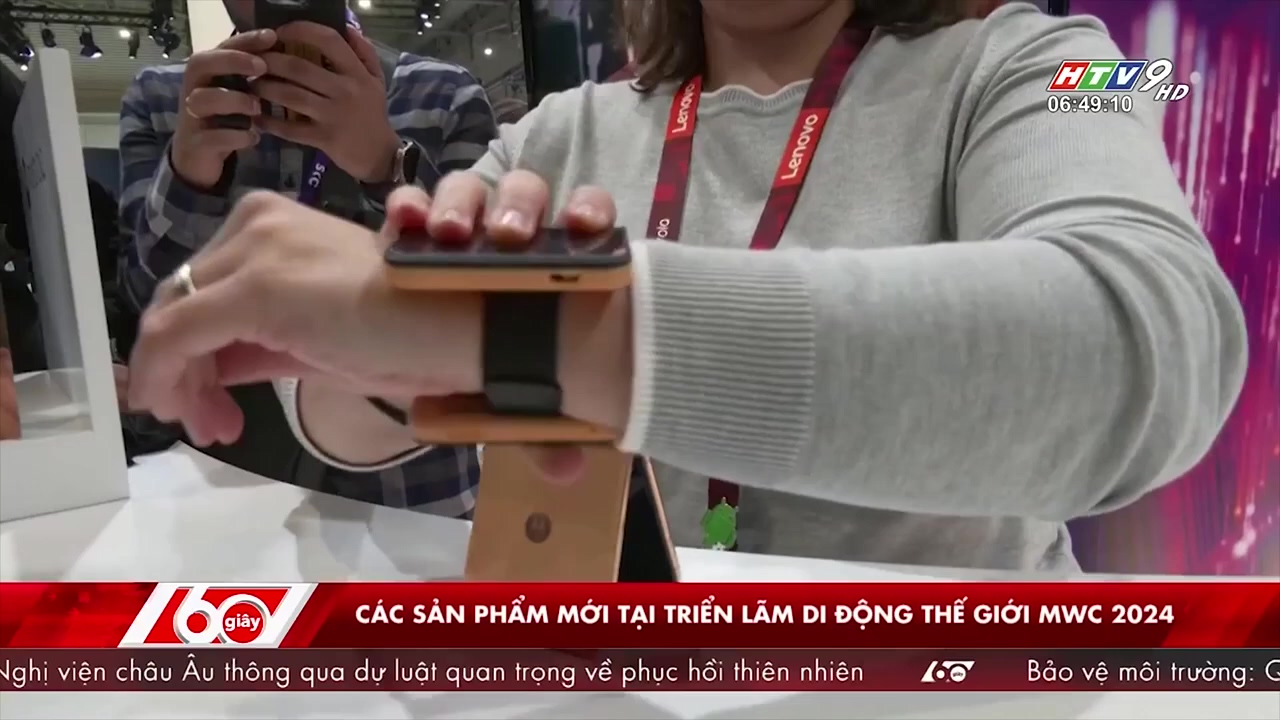 HTV9
HD
06:49:10
Lenovo
Lenovo
60 giây
CÁC SẢN PHẨM MỚI TẠI TRIỂN LÃM DI ĐỘNG THẾ GIỚI MWC 2024
Nghị viện châu Âu thông qua dự luật quan trọng về phục hồi thiên nhiên
60 giây
Bảo vệ môi trường: